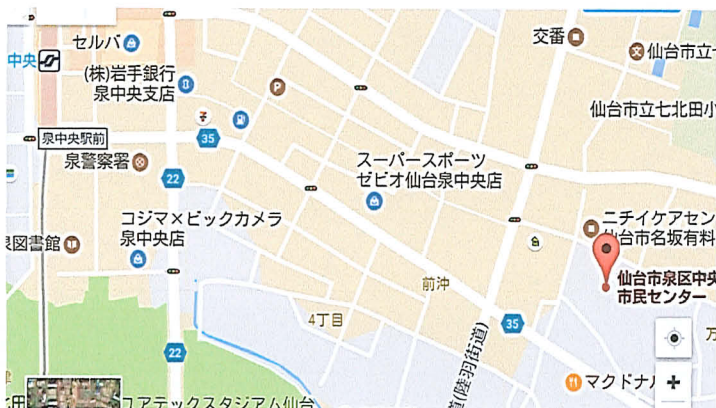 セルバ
交番
仙台市立七
中央
(株)岩手銀行
泉中央支店
P
仙台市立七北田小
泉中央駅前
35
泉警察署
22
スーパースポーツ
ゼビオ仙台泉中央店
コジマ×ビックカメラ
泉中央店
ニチイケアセン
仙台市名坂有料
泉図書館
仙台市泉区中央
市民センター
前沖
4丁目
35
22
(陸羽街道)
万
マクドナル
七北田
ユアテックスタジアム仙台